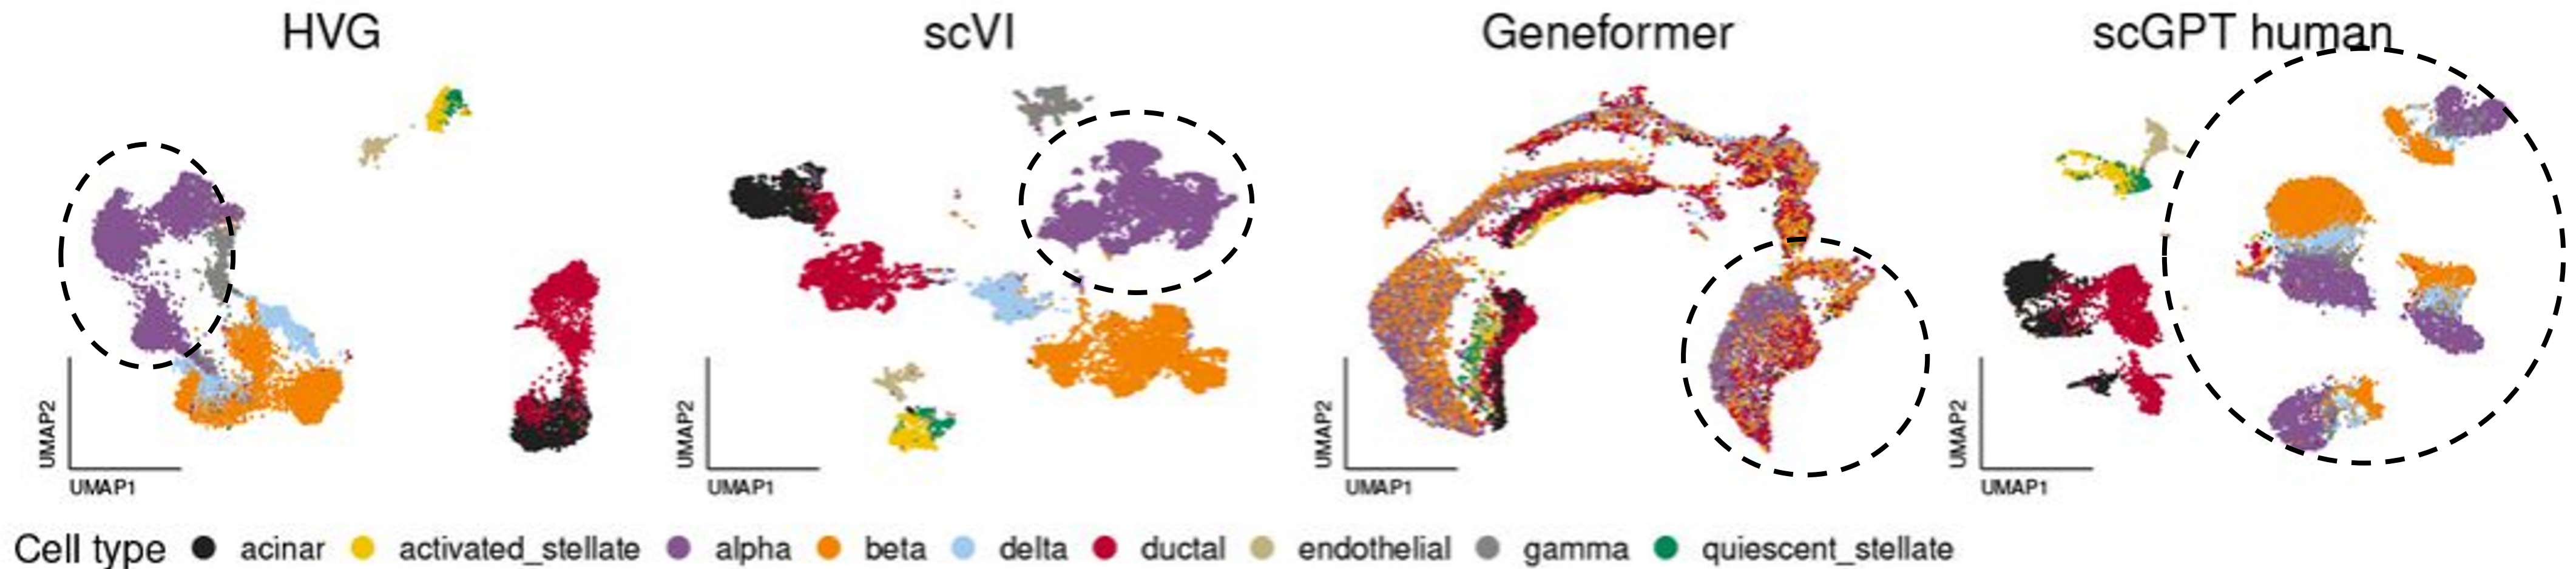 HVG
scVI
Geneformer
scGPT human
UMAP2
UMAP1
UMAP2
UMAP1
UMAP2
UMAP1
UMAP2
UMAP1
Cell type acinar activated_stellate alpha beta delta ductal endothelial gamma quiescent_stellate